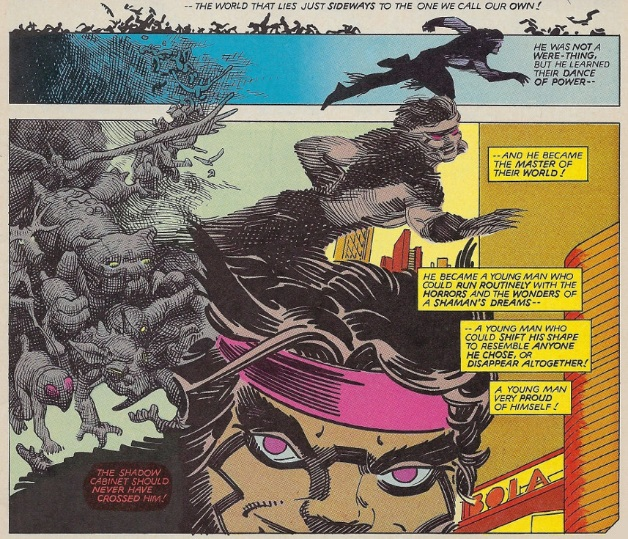 -- THE WORLD THAT LIES JUST SIDEWAYS TO THE ONE WE CALL OUR OWN!
HE WAS NOT A
WERE-THING,
BUT HE LEARNED
THEIR DANCE
OF POWER--
--AND HE BECAME
THE MASTER OF
THEIR WORLD!
HE BECAME A YOUNG MAN WHO
COULD RUN ROUTINELY WITH THE
HORRORS AND THE WONDERS OF
A SHAMAN'S DREAMS--
-- A YOUNG MAN WHO
COULD SHIFT HIS SHAPE
TO RESEMBLE ANYONE
HE CHOSE, OR
DISAPPEAR ALTOGETHER!
A YOUNG MAN
VERY PROUD
OF HIMSELF!
THE SHADOW
CABINET SHOULD
NEVER HAVE
CROSSED HIM!
BOLA